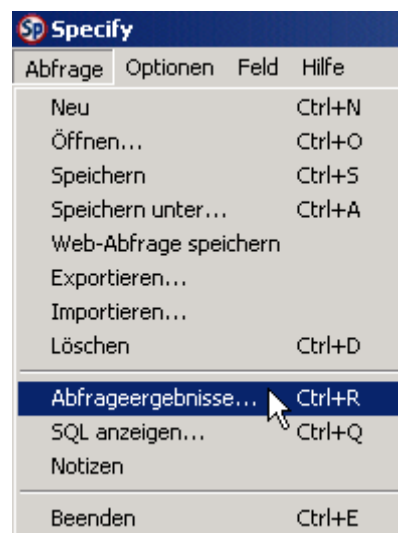 Sp Specify
Abfrage Optionen Feld Hilfe
Neu Ctrl+N
Öffnen... Ctrl+O
Speichern Ctrl+S
Speichern unter... Ctrl+A
Web-Abfrage speichern
Exportieren...
Importieren...
Löschen Ctrl+D
Abfrageergebnisse... Ctrl+R
SQL anzeigen... Ctrl+Q
Notizen
Beenden Ctrl+E